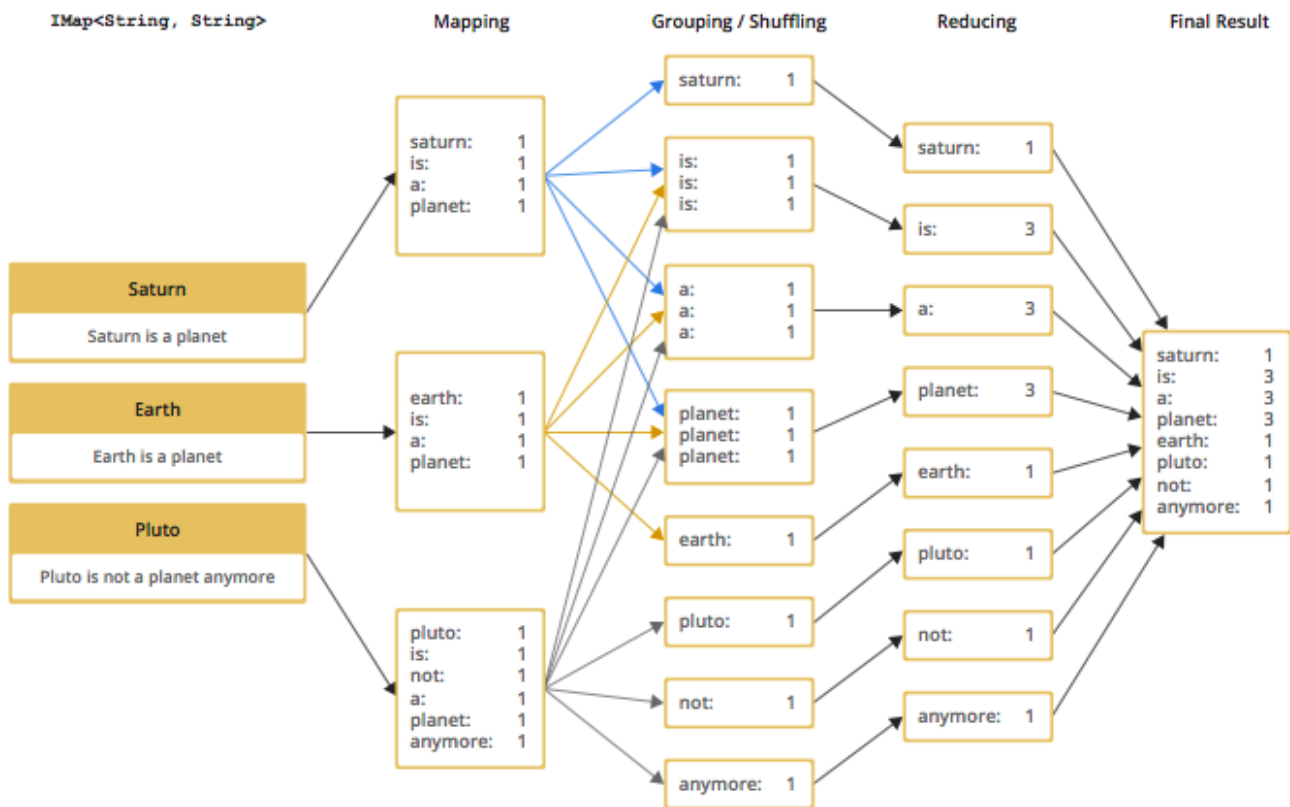 IMap<String, String>
Mapping
Grouping / Shuffling
Reducing
Final Result
Saturn
Saturn is a planet
Earth
Earth is a planet
Pluto
Pluto is not a planet anymore
saturn: 1
is: 1
a: 1
planet: 1
earth: 1
is: 1
a: 1
planet: 1
pluto: 1
is: 1
not: 1
a: 1
planet: 1
anymore: 1
saturn: 1
is: 1
is: 1
is: 1
a: 1
a: 1
a: 1
planet: 1
planet: 1
planet: 1
earth: 1
pluto: 1
not: 1
anymore: 1
saturn: 1
is: 3
a: 3
planet: 3
earth: 1
pluto: 1
not: 1
anymore: 1
saturn: 1
is: 3
a: 3
planet: 3
earth: 1
pluto: 1
not: 1
anymore: 1